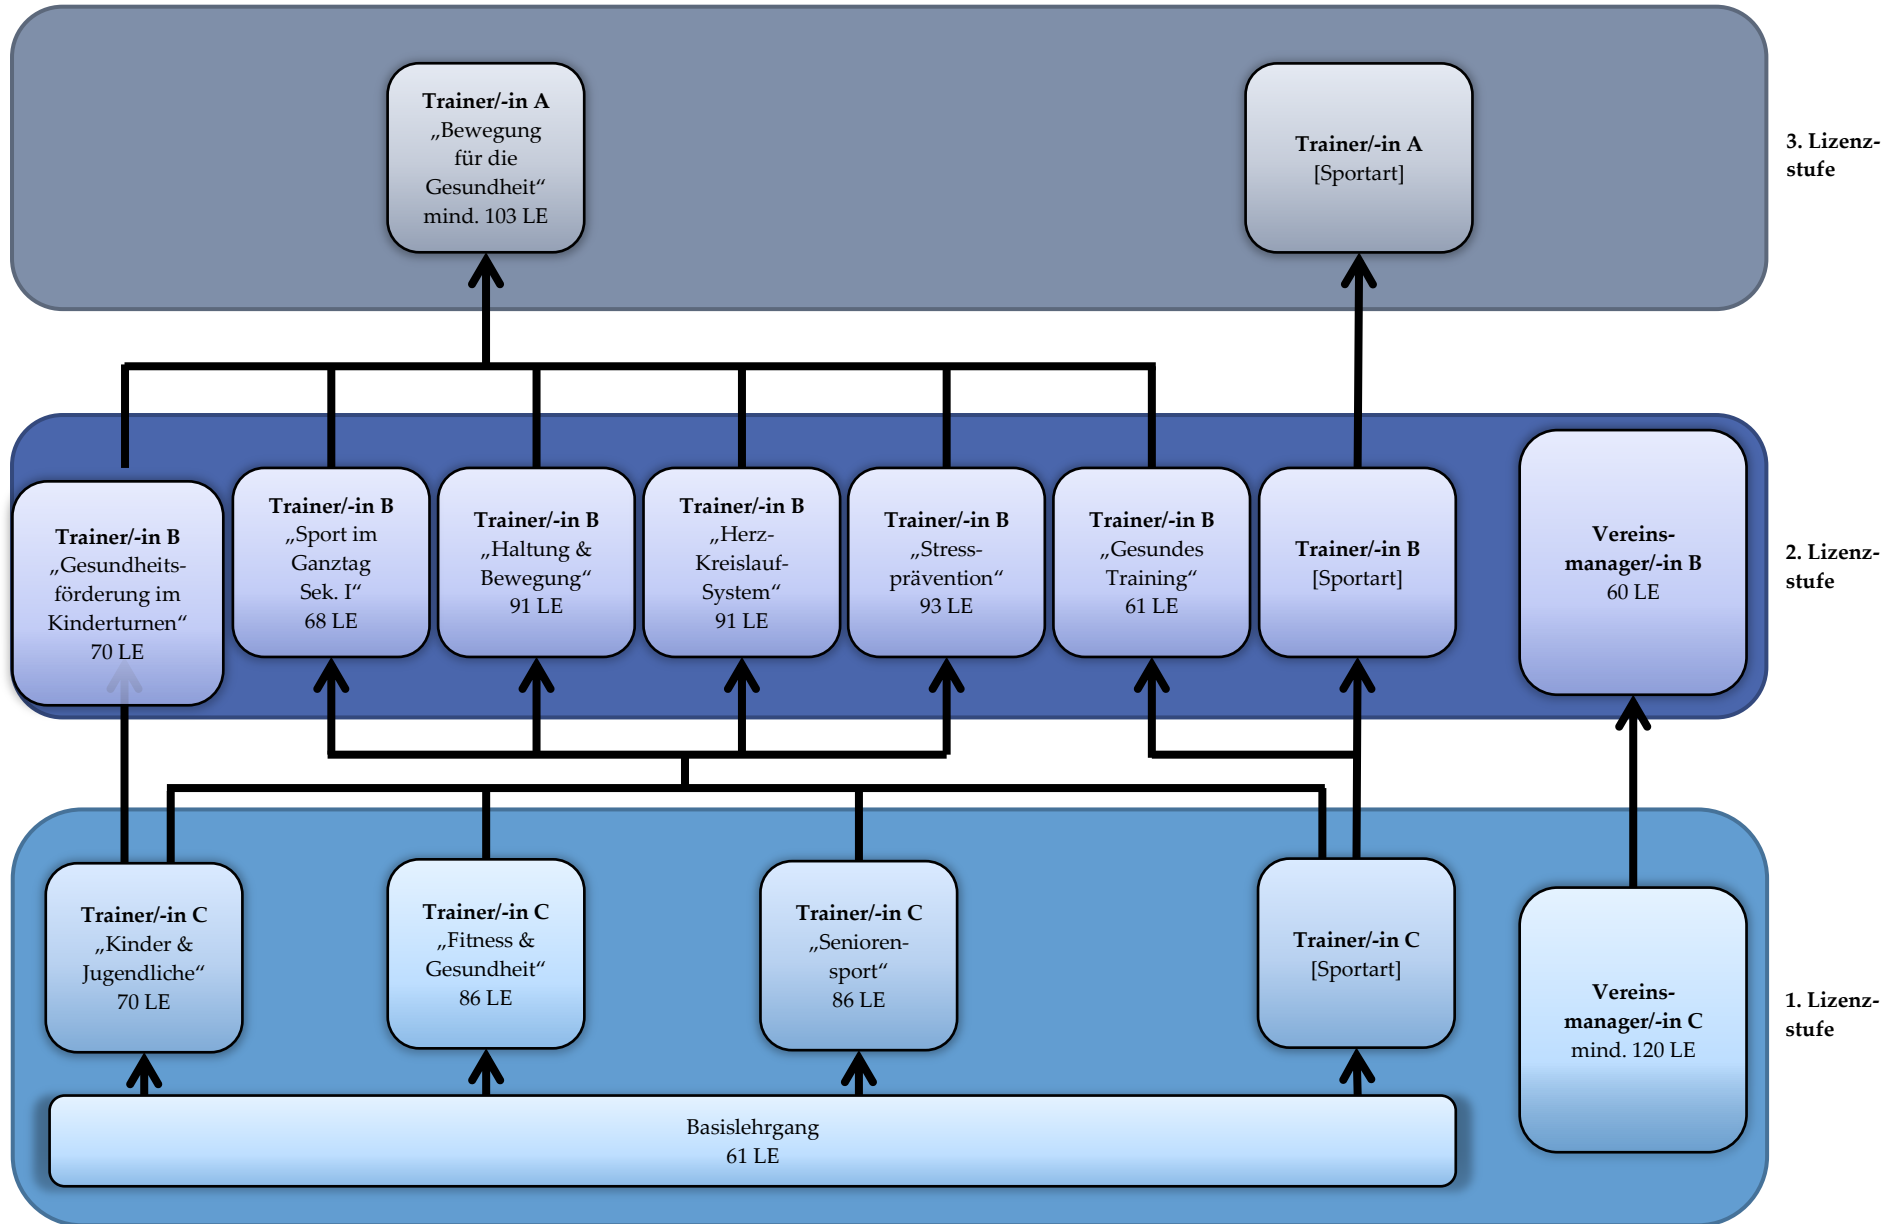 Trainer/-in A
„Bewegung
für die
Gesundheit“
mind. 103 LE
Trainer/-in A
[Sportart]
3. Lizenz-
stufe
Trainer/-in B
„Gesundheits-
förderung im
Kinderturnen“
70 LE
Trainer/-in B
„Sport im
Ganztag
Sek. I“
68 LE
Trainer/-in B
„Haltung &
Bewegung“
91 LE
Trainer/-in B
„Herz-
Kreislauf-
System“
91 LE
Trainer/-in B
„Stress-
prävention“
93 LE
Trainer/-in B
„Gesundes
Training“
61 LE
Trainer/-in B
[Sportart]
Vereins-
manager/-in B
60 LE
2. Lizenz-
stufe
Trainer/-in C
„Kinder &
Jugendliche“
70 LE
Trainer/-in C
„Fitness &
Gesundheit“
86 LE
Trainer/-in C
„Senioren-
sport“
86 LE
Trainer/-in C
[Sportart]
Vereins-
manager/-in C
mind. 120 LE
1. Lizenz-
stufe
Basislehrgang
61 LE